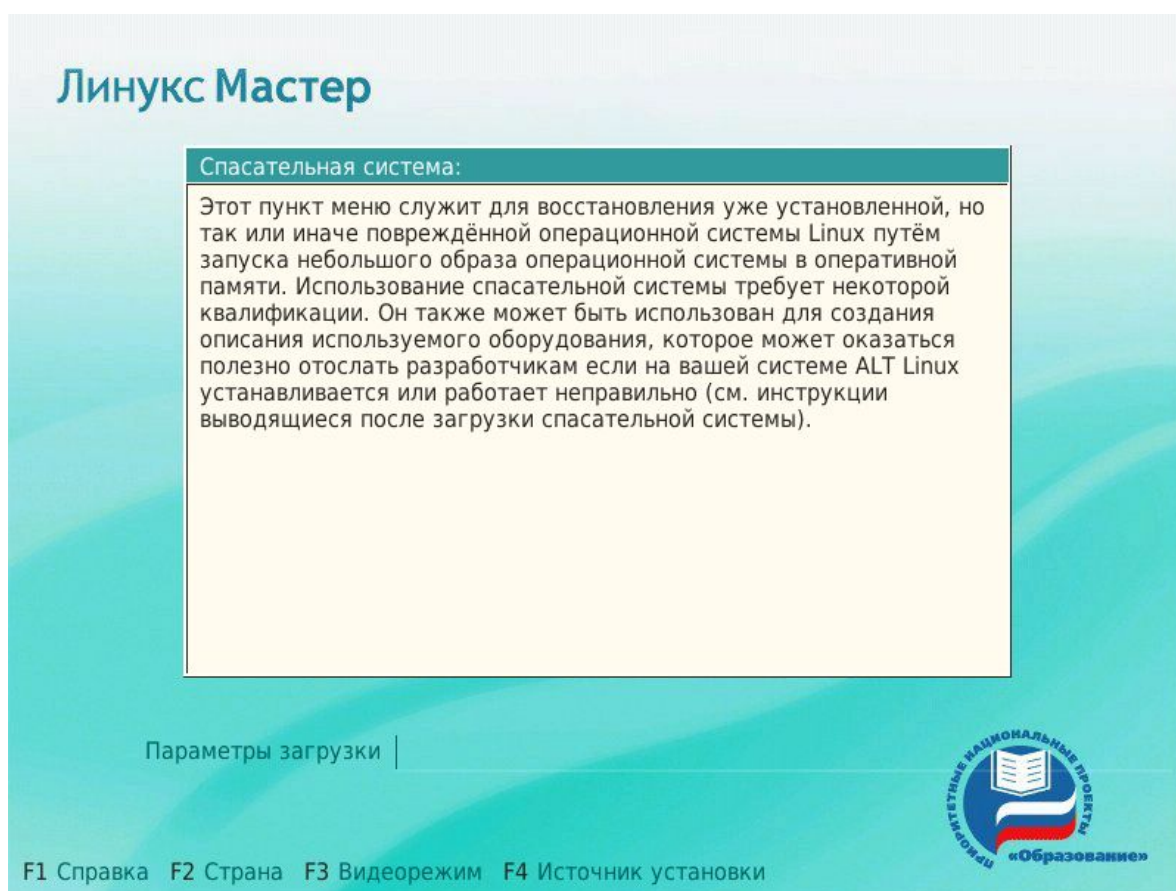 Линукс Мастер
Спасательная система:
Этот пункт меню служит для восстановления уже установленной, но
так или иначе повреждённой операционной системы Linux путём
запуска небольшого образа операционной системы в оперативной
памяти. Использование спасательной системы требует некоторой
квалификации. Он также может быть использован для создания
описания используемого оборудования, которое может оказаться
полезно отослать разработчикам если на вашей системе ALT Linux
устанавливается или работает неправильно (см. инструкции
выводящиеся после загрузки спасательной системы).
Параметры загрузки
ПРИОРИТЕТНЫЕ НАЦИОНАЛЬНЫЕ ПРОЕКТЫ
«Образование»
F1 Справка F2 Страна F3 Видеорежим F4 Источник установки